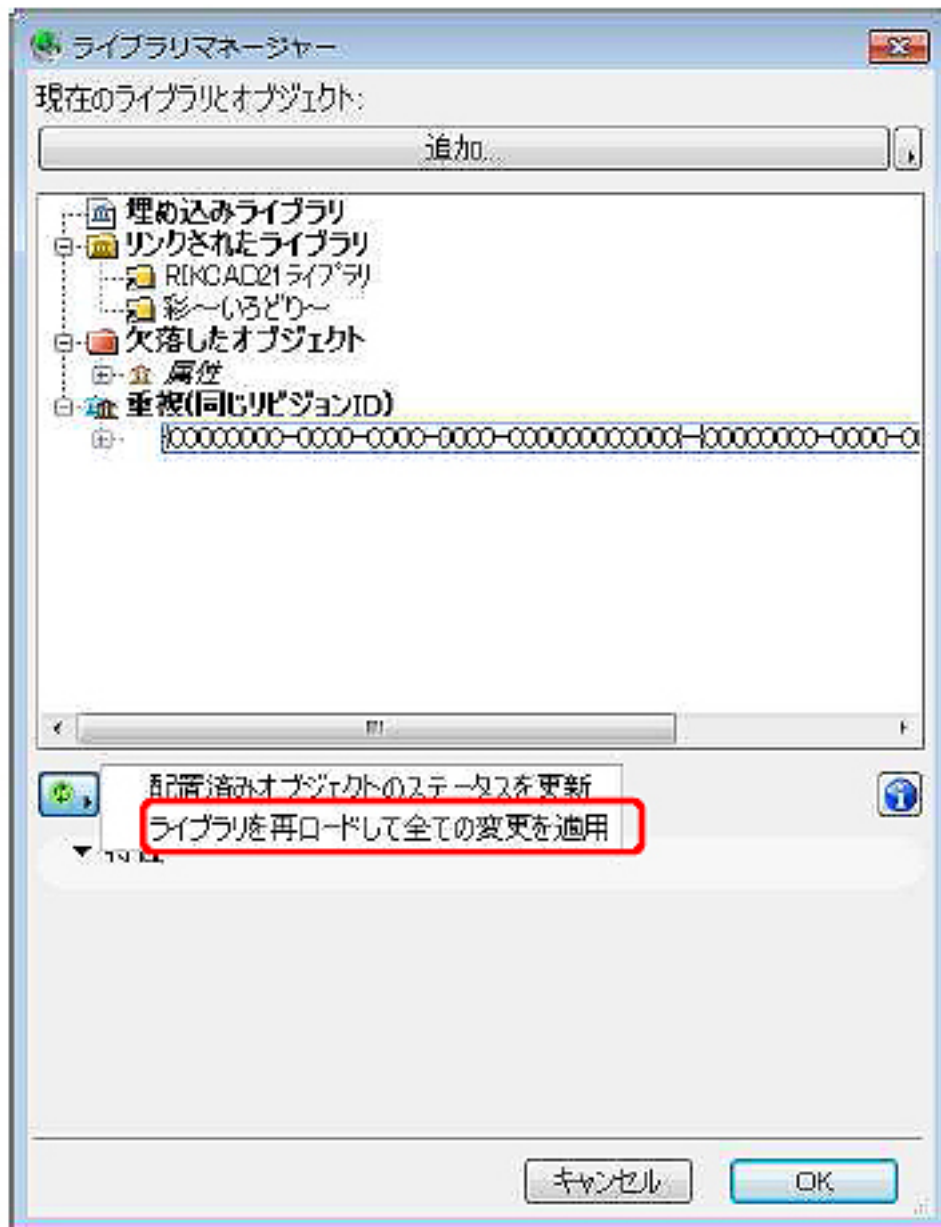 ライブラリマネージャー
現在のライブラリとオブジェクト:
追加...
埋め込みライブラリ
リンクされたライブラリ
RIKCAD21ライブラリ
彩～いろどり～
欠落したオブジェクト
属性
重複(同じリビジョンID)
00000000-0000-0000-0000-000000000000-00000000-0000-0
配置済みオブジェクトのステータスを更新
ライブラリを再ロードして全ての変更を適用
キャンセル
OK